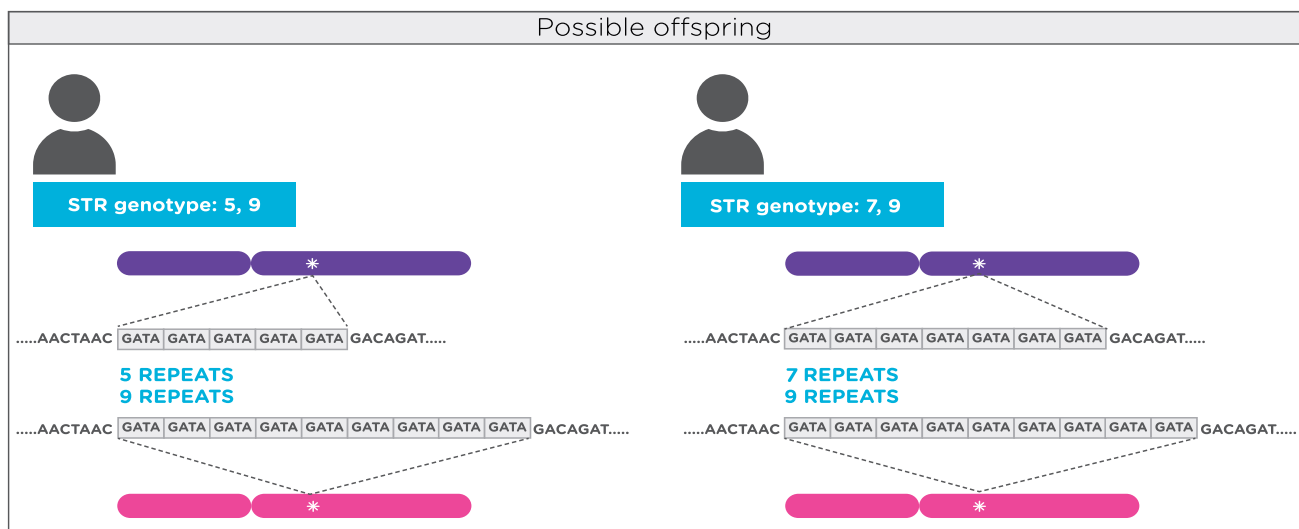 Possible offspring
STR genotype: 5, 9
.....AACTAAC GATA GATA GATA GATA GATA GACAGAT.....
5 REPEATS
9 REPEATS
.....AACTAAC GATA GATA GATA GATA GATA GATA GATA GATA GATA GACAGAT.....
STR genotype: 7, 9
.....AACTAAC GATA GATA GATA GATA GATA GATA GATA GACAGAT.....
7 REPEATS
9 REPEATS
.....AACTAAC GATA GATA GATA GATA GATA GATA GATA GATA GATA GACAGAT.....